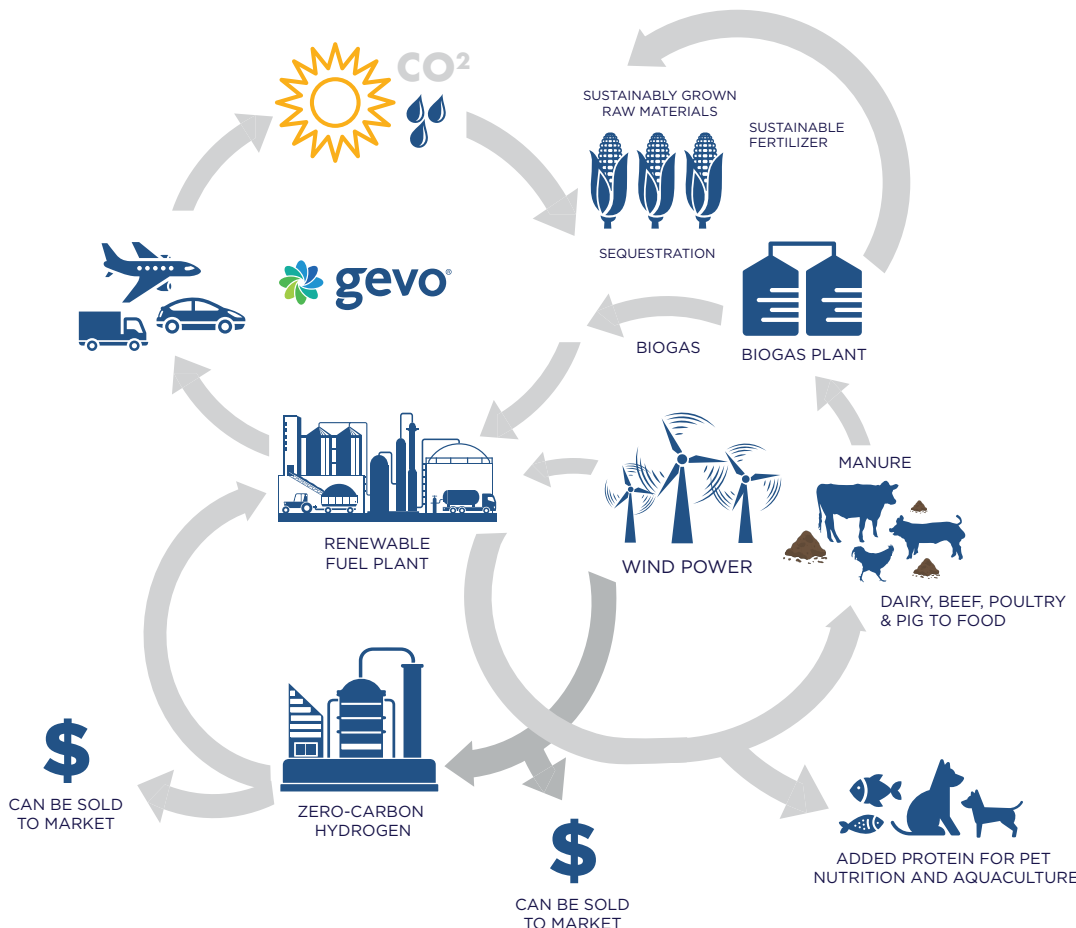 CO²
SUSTAINABLY GROWN
RAW MATERIALS
SUSTAINABLE
FERTILIZER
SEQUESTRATION
gevo®
BIOGAS
BIOGAS PLANT
MANURE
RENEWABLE
FUEL PLANT
WIND POWER
DAIRY, BEEF, POULTRY
& PIG TO FOOD
$
CAN BE SOLD
TO MARKET
ZERO-CARBON
HYDROGEN
$
CAN BE SOLD
TO MARKET
ADDED PROTEIN FOR PET
NUTRITION AND AQUACULTURE